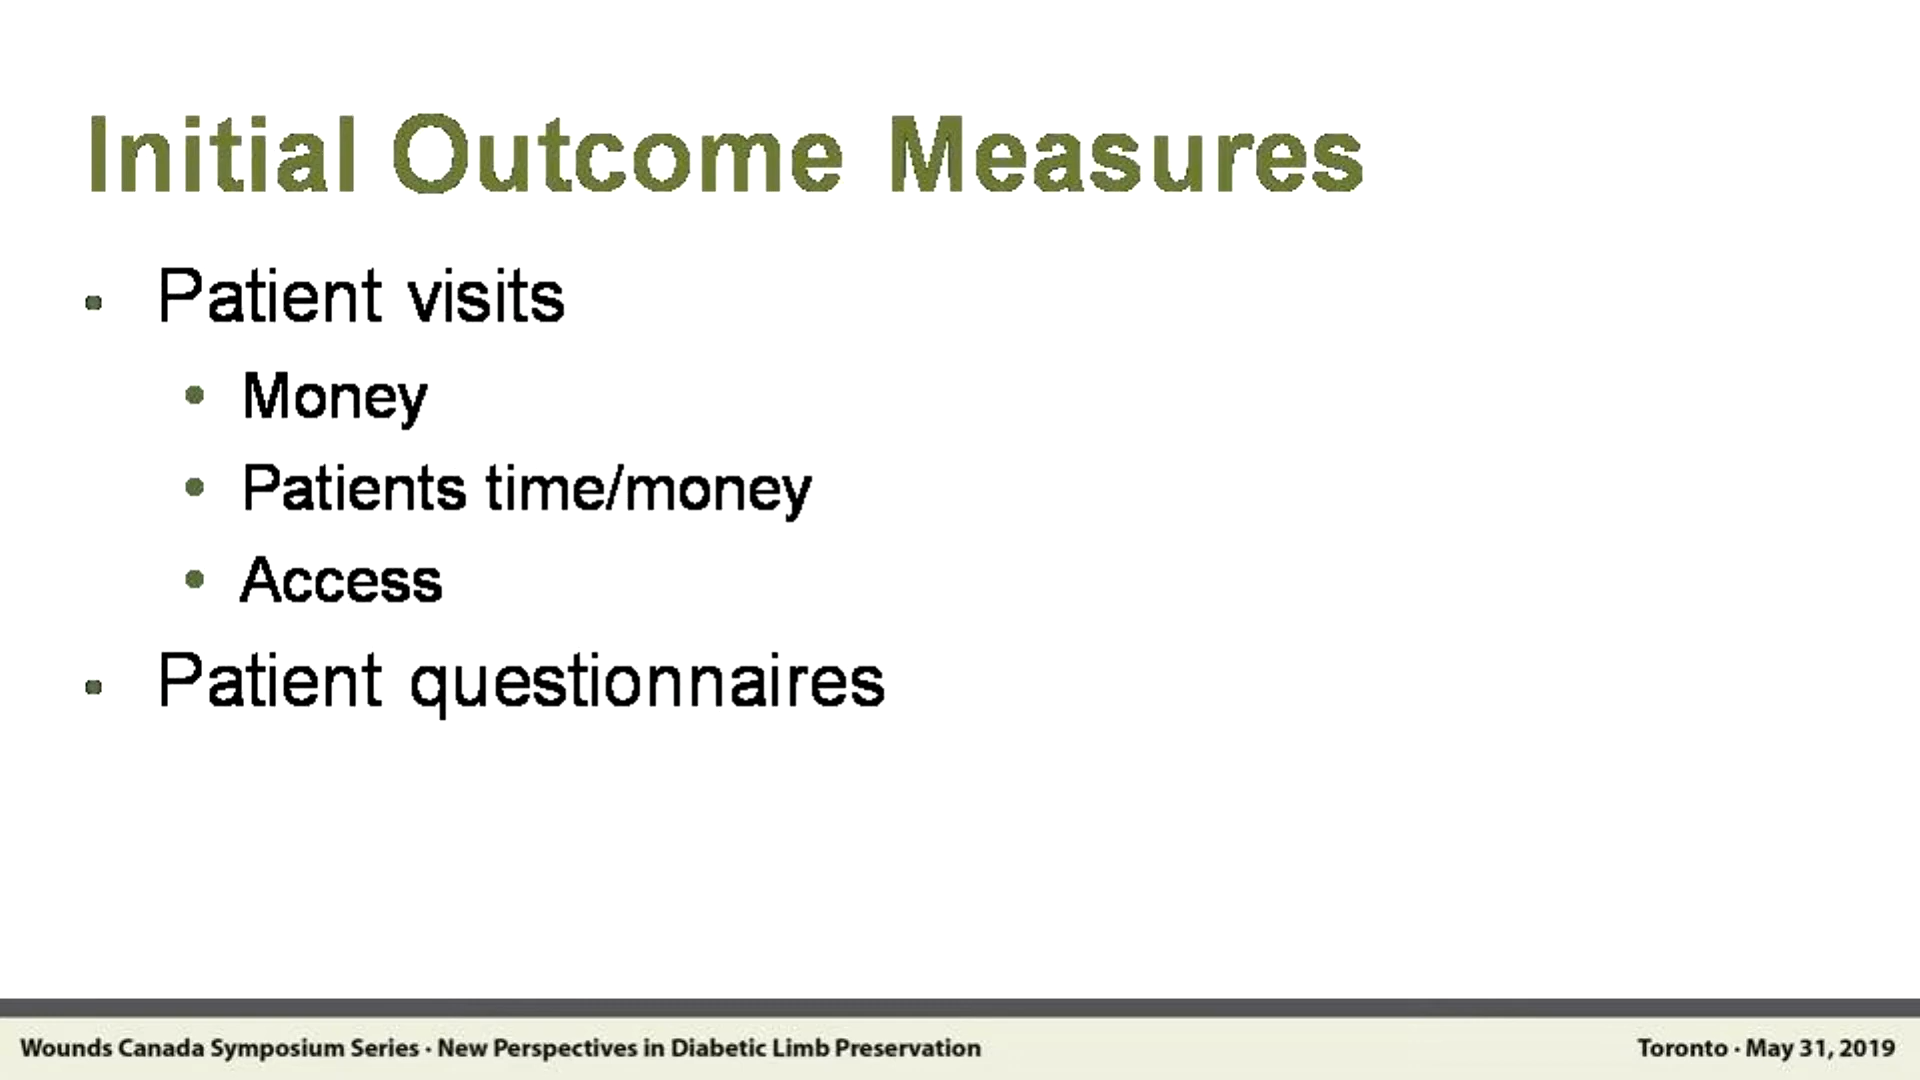 Initial Outcome Measures
• Patient visits
• Money
• Patients time/money
• Access
• Patient questionnaires
Wounds Canada Symposium Series · New Perspectives in Diabetic Limb Preservation
Toronto · May 31, 2019